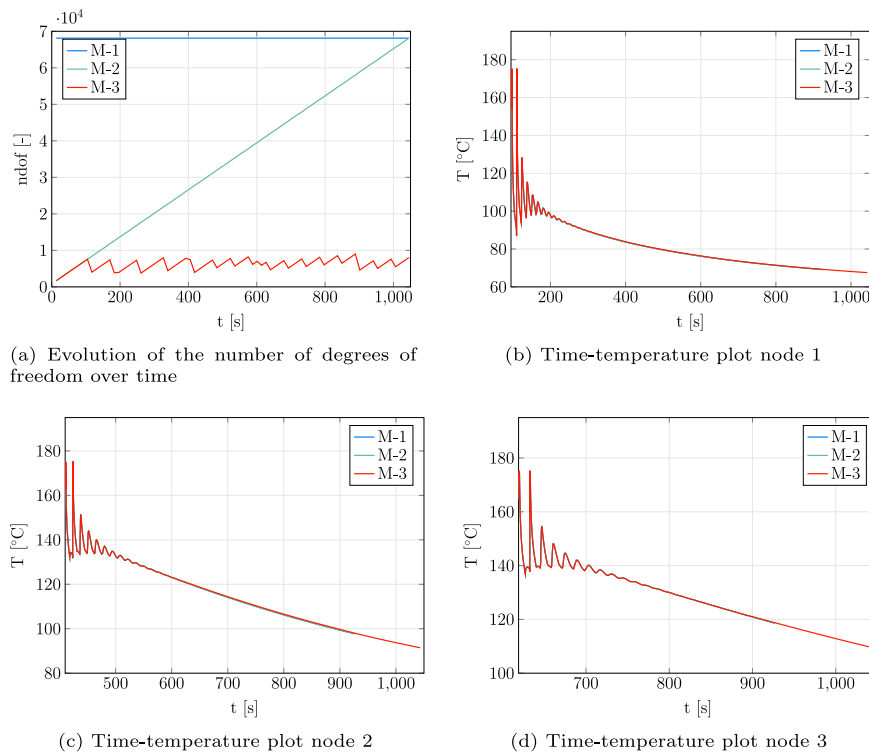 ·10⁴
7
6
5
4
3
2
1
0
ndof [-]
M-1
M-2
M-3
0 200 400 600 800 1,000
t [s]
(a) Evolution of the number of degrees of
freedom over time
180
160
140
120
100
80
60
T [°C]
M-1
M-2
M-3
200 400 600 800 1,000
t [s]
(b) Time-temperature plot node 1
180
160
140
120
100
80
T [°C]
M-1
M-2
M-3
500 600 700 800 900 1,000
t [s]
(c) Time-temperature plot node 2
180
160
140
120
100
T [°C]
M-1
M-2
M-3
700 800 900 1,000
t [s]
(d) Time-temperature plot node 3